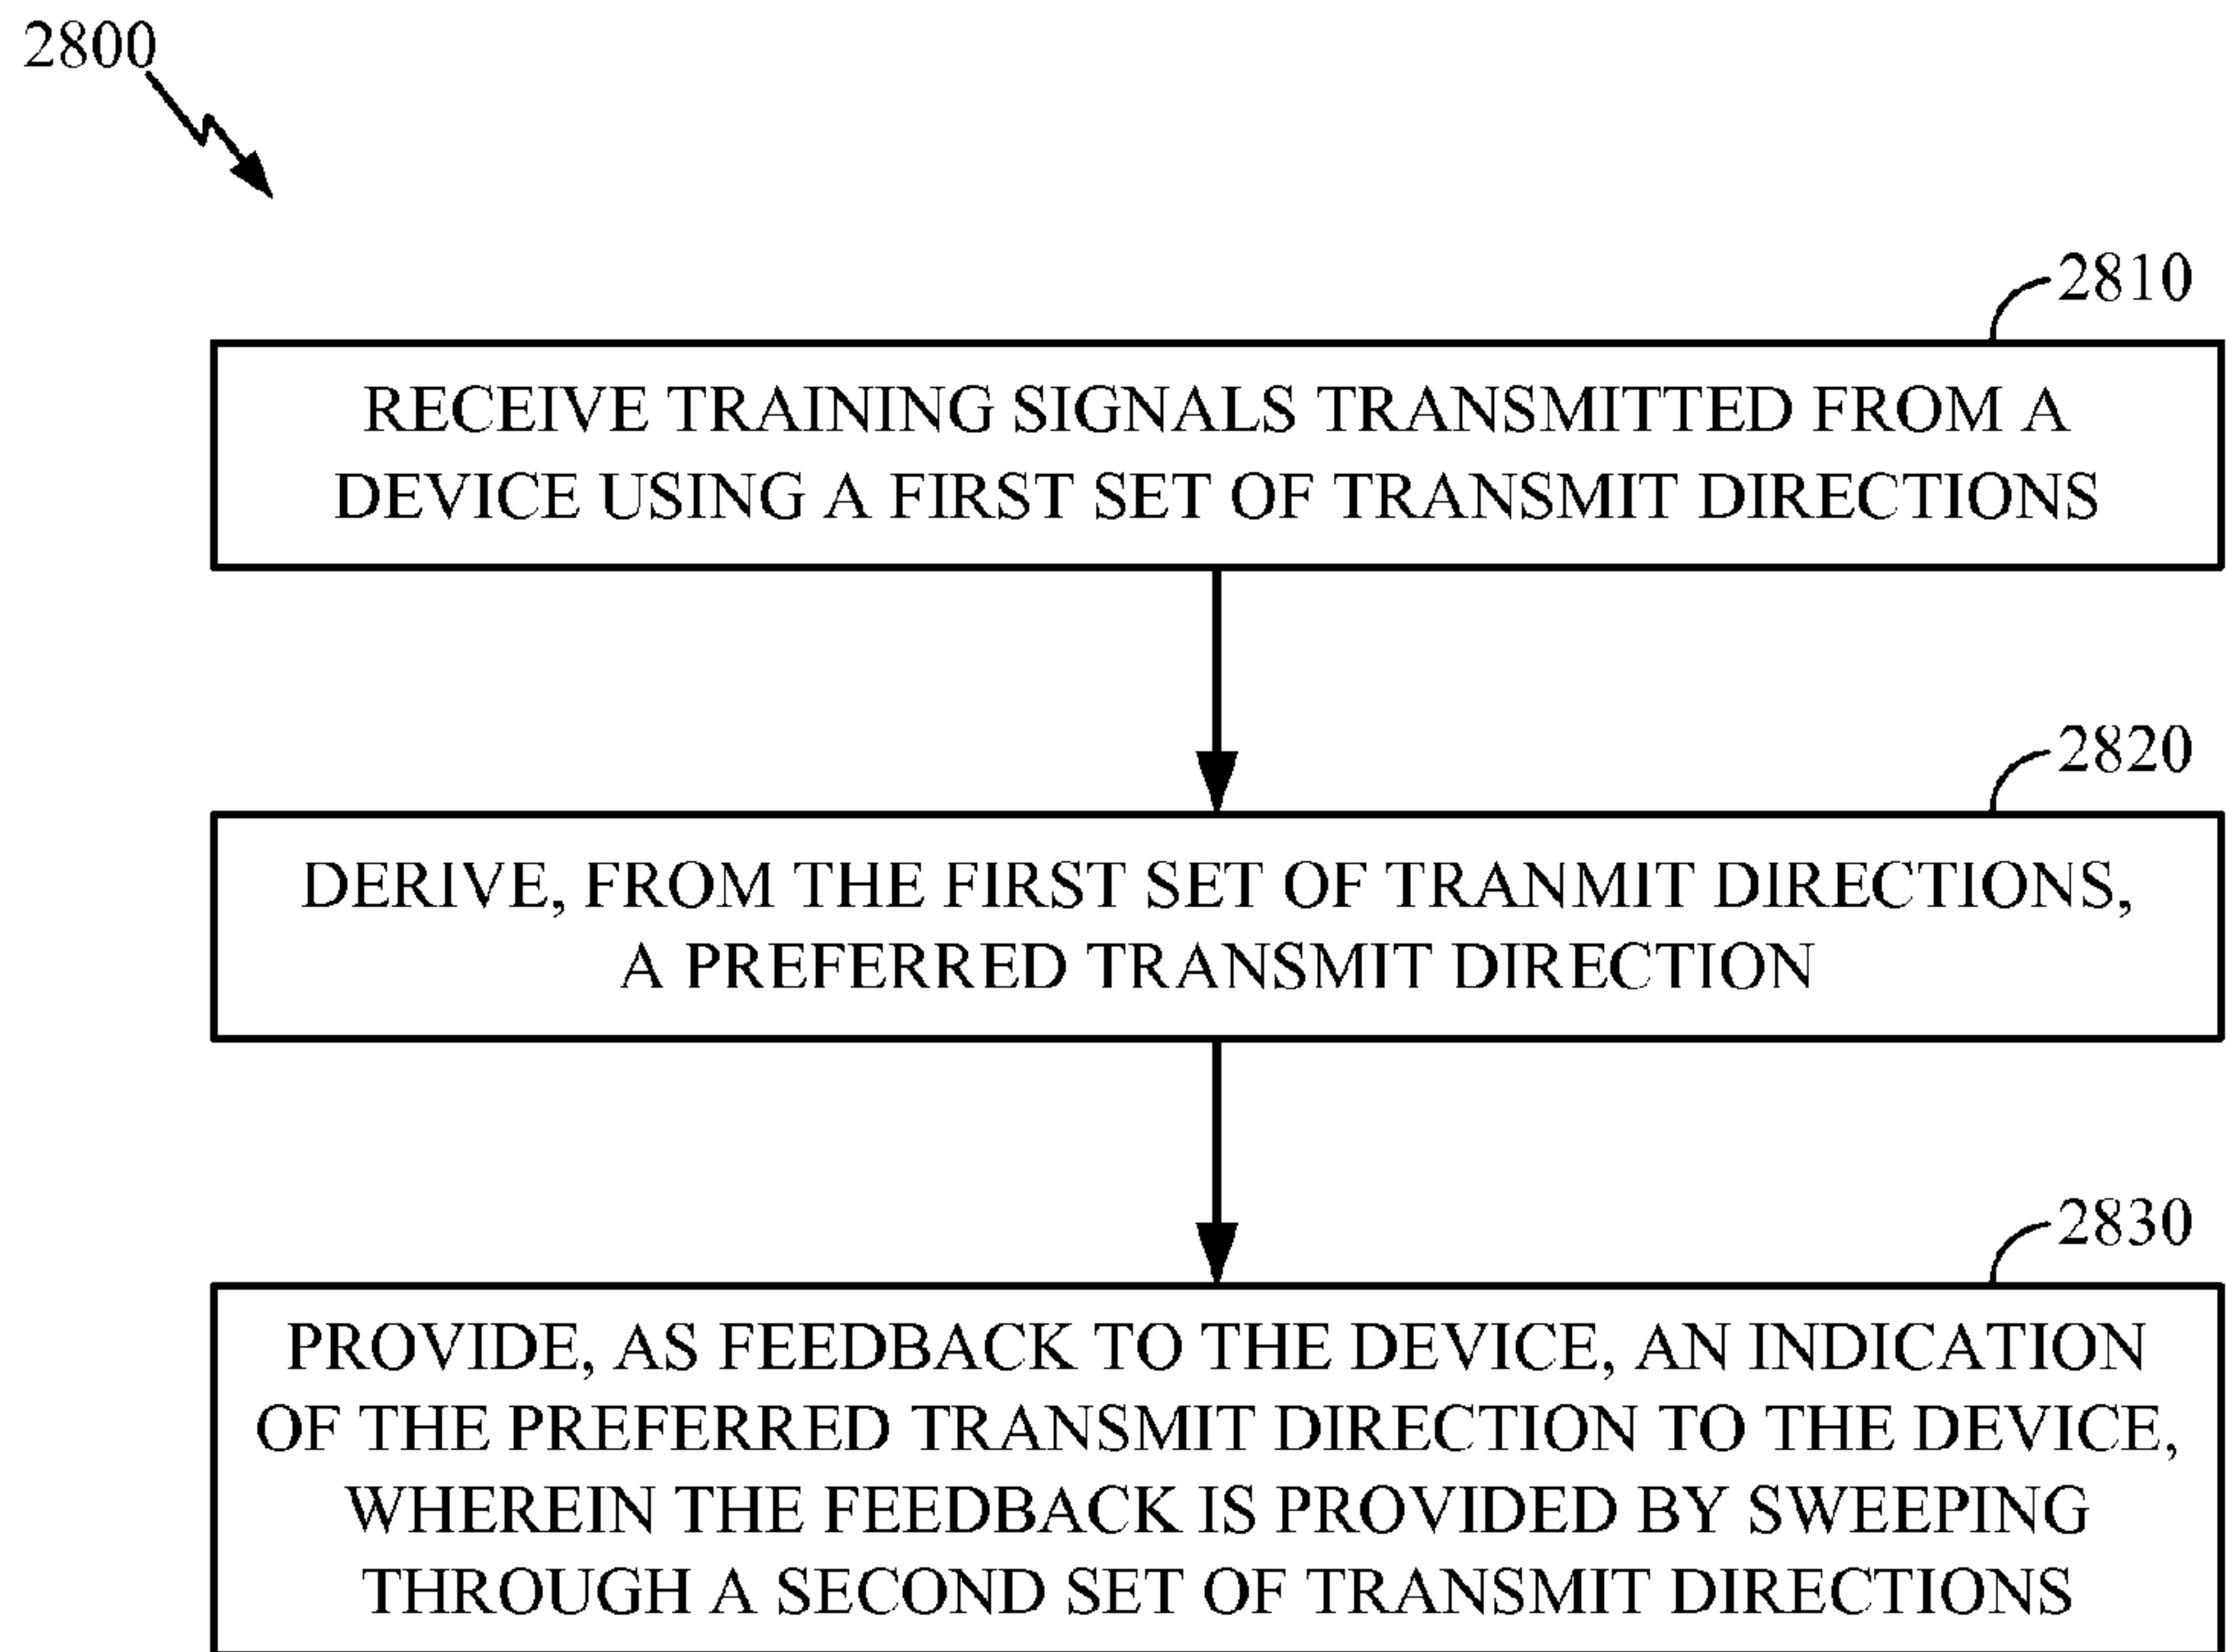 2800
2810
RECEIVE TRAINING SIGNALS TRANSMITTED FROM A
DEVICE USING A FIRST SET OF TRANSMIT DIRECTIONS
2820
DERIVE, FROM THE FIRST SET OF TRANMIT DIRECTIONS,
A PREFERRED TRANSMIT DIRECTION
2830
PROVIDE, AS FEEDBACK TO THE DEVICE, AN INDICATION
OF THE PREFERRED TRANSMIT DIRECTION TO THE DEVICE,
WHEREIN THE FEEDBACK IS PROVIDED BY SWEEPING
THROUGH A SECOND SET OF TRANSMIT DIRECTIONS